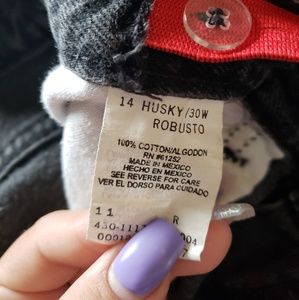 14 HUSKY/30W
ROBUSTO
100% COTTON/ALGODON
RN #61252
MADE IN MEXICO
HECHO EN MEXICO
SEE REVERSE FOR CARE
VER EL DORSO PARA CUIDADO
11 R